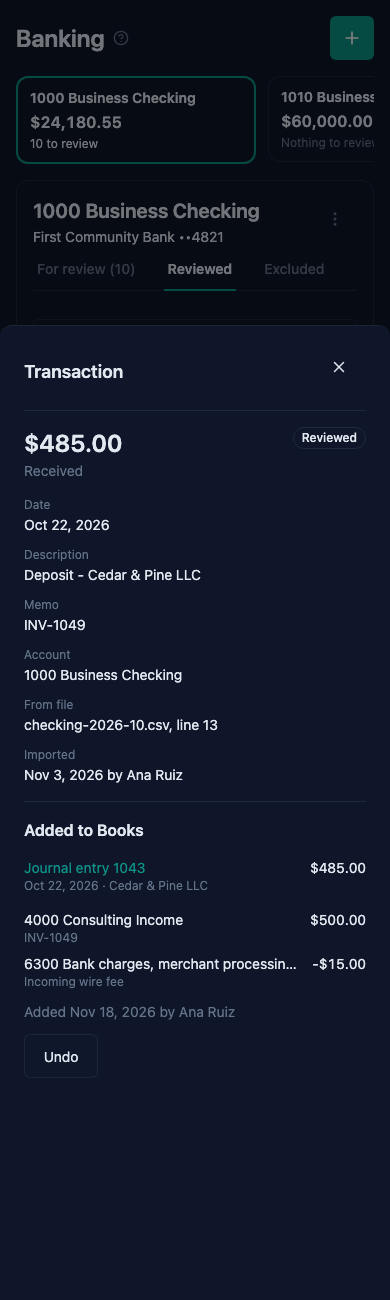 Banking
1000 Business Checking
$24,180.55
10 to review
1010 Business
$60,000.00
Nothing to review
1000 Business Checking
First Community Bank ••4821
For review (10)
Reviewed
Excluded
Transaction
$485.00
Reviewed
Received
Date
Oct 22, 2026
Description
Deposit - Cedar & Pine LLC
Memo
INV-1049
Account
1000 Business Checking
From file
checking-2026-10.csv, line 13
Imported
Nov 3, 2026 by Ana Ruiz
Added to Books
Journal entry 1043 $485.00
Oct 22, 2026 · Cedar & Pine LLC
4000 Consulting Income $500.00
INV-1049
6300 Bank charges, merchant processin... -$15.00
Incoming wire fee
Added Nov 18, 2026 by Ana Ruiz
Undo